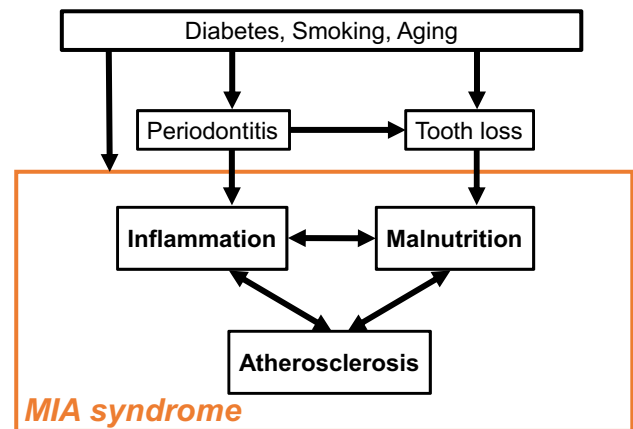 Diabetes, Smoking, Aging
Periodontitis
Tooth loss
Inflammation
Malnutrition
Atherosclerosis
MIA syndrome